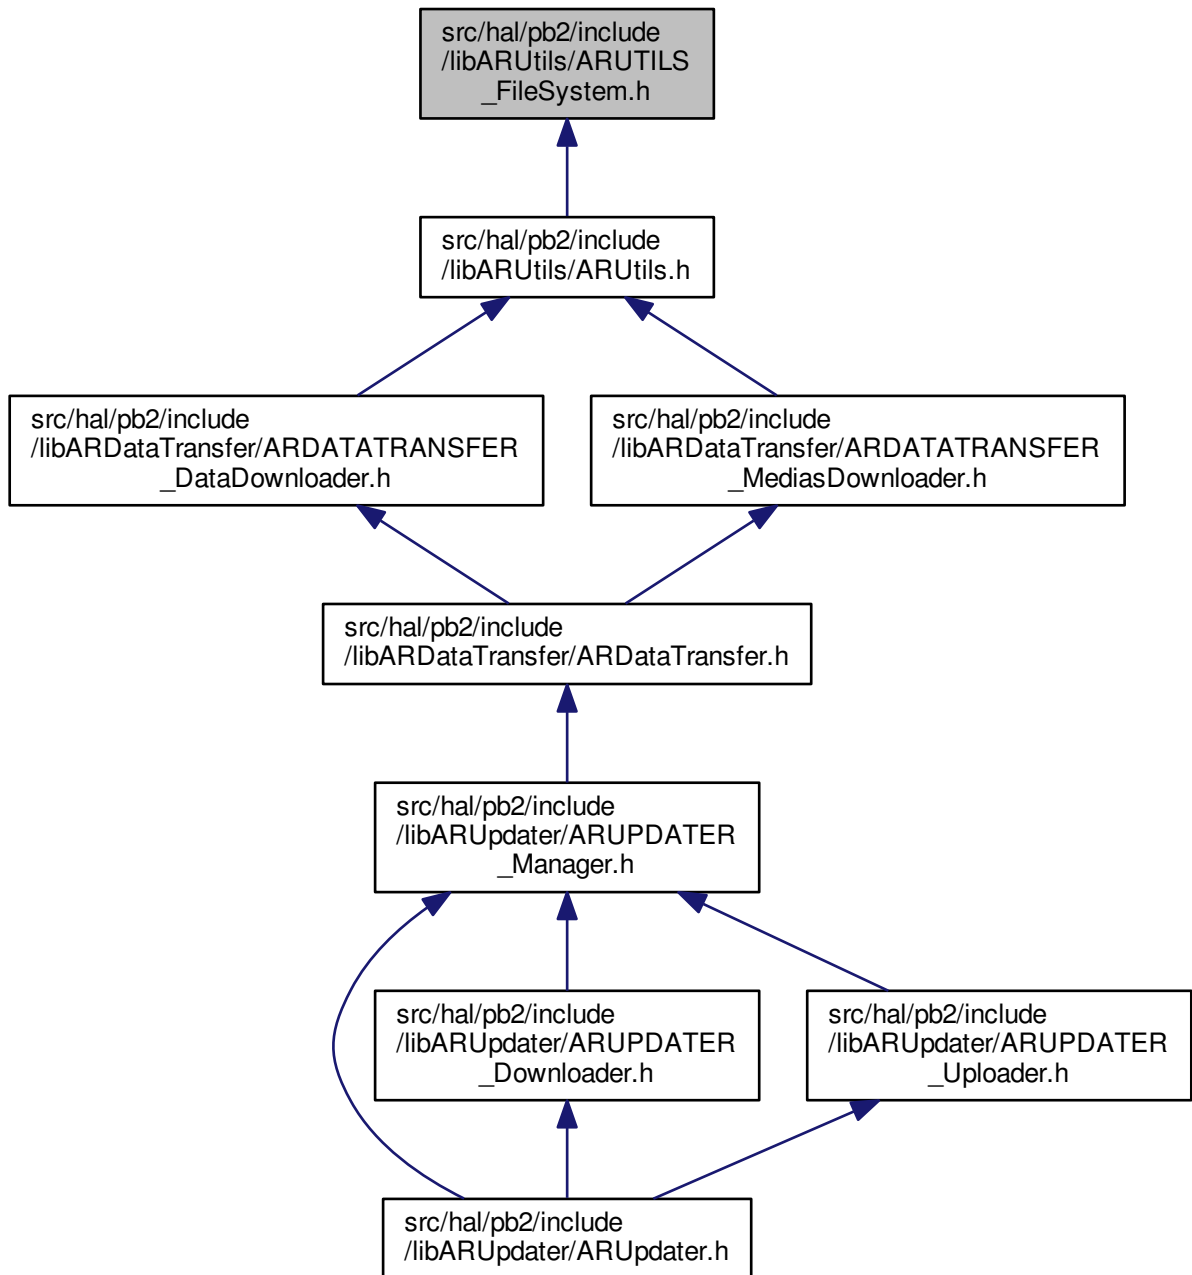 src/hal/pb2/include
/libARUtils/ARUTILS
_FileSystem.h
src/hal/pb2/include
/libARUtils/ARUtils.h
src/hal/pb2/include
/libARDataTransfer/ARDATATRANSFER
_DataDownloader.h
src/hal/pb2/include
/libARDataTransfer/ARDATATRANSFER
_MediasDownloader.h
src/hal/pb2/include
/libARDataTransfer/ARDataTransfer.h
src/hal/pb2/include
/libARUpdater/ARUPDATER
_Manager.h
src/hal/pb2/include
/libARUpdater/ARUPDATER
_Downloader.h
src/hal/pb2/include
/libARUpdater/ARUPDATER
_Uploader.h
src/hal/pb2/include
/libARUpdater/ARUpdater.h